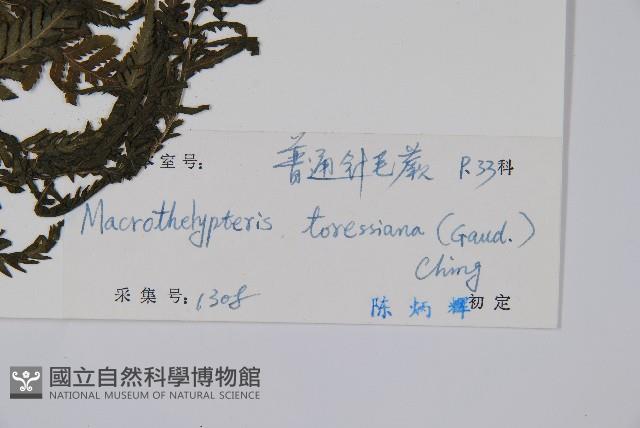 室号: 普通针毛蕨 P.33科
Macrothelypteris toressiana (Gaud.)
Ching
采集号: 1308
陈炳辉初定
國立自然科學博物館
NATIONAL MUSEUM OF NATURAL SCIENCE